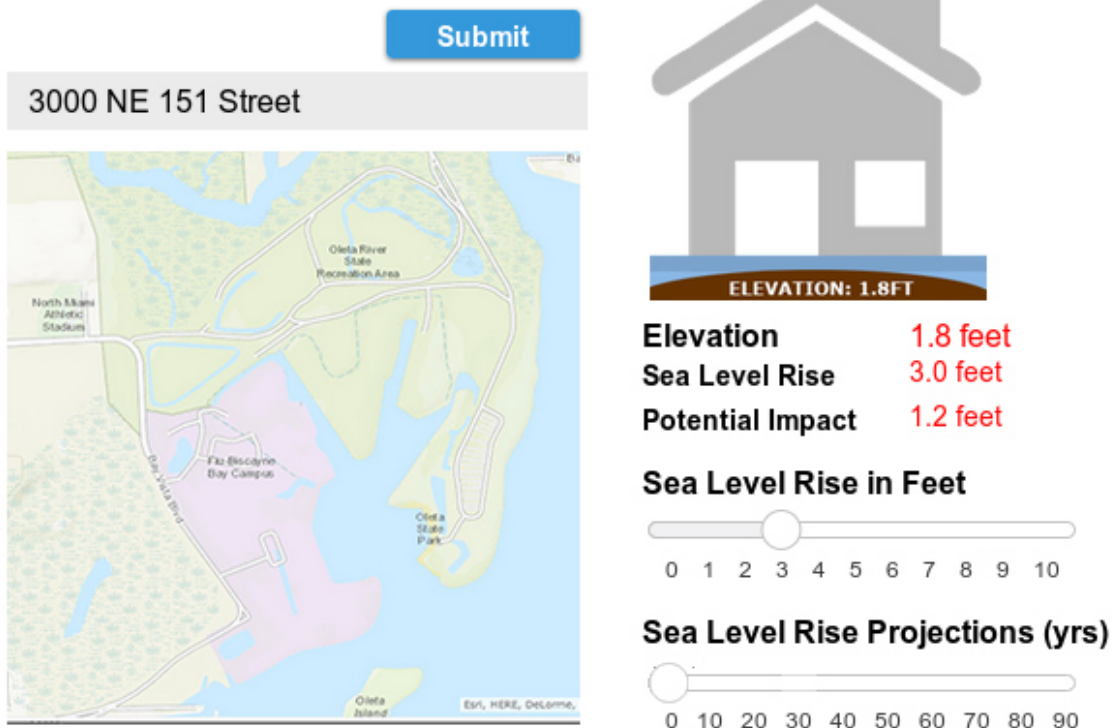 Submit
3000 NE 151 Street
Ba
Oleta River
State
Recreation Area
North Miami
Athletic
Stadium
Bay Vista Blvd
Fiu-Biscayne
Bay Campus
Oleta
State
Park
Oleta
Island
Esri, HERE, DeLorme,
ELEVATION: 1.8FT
Elevation 1.8 feet
Sea Level Rise 3.0 feet
Potential Impact 1.2 feet
Sea Level Rise in Feet
0 1 2 3 4 5 6 7 8 9 10
Sea Level Rise Projections (yrs)
0 10 20 30 40 50 60 70 80 90